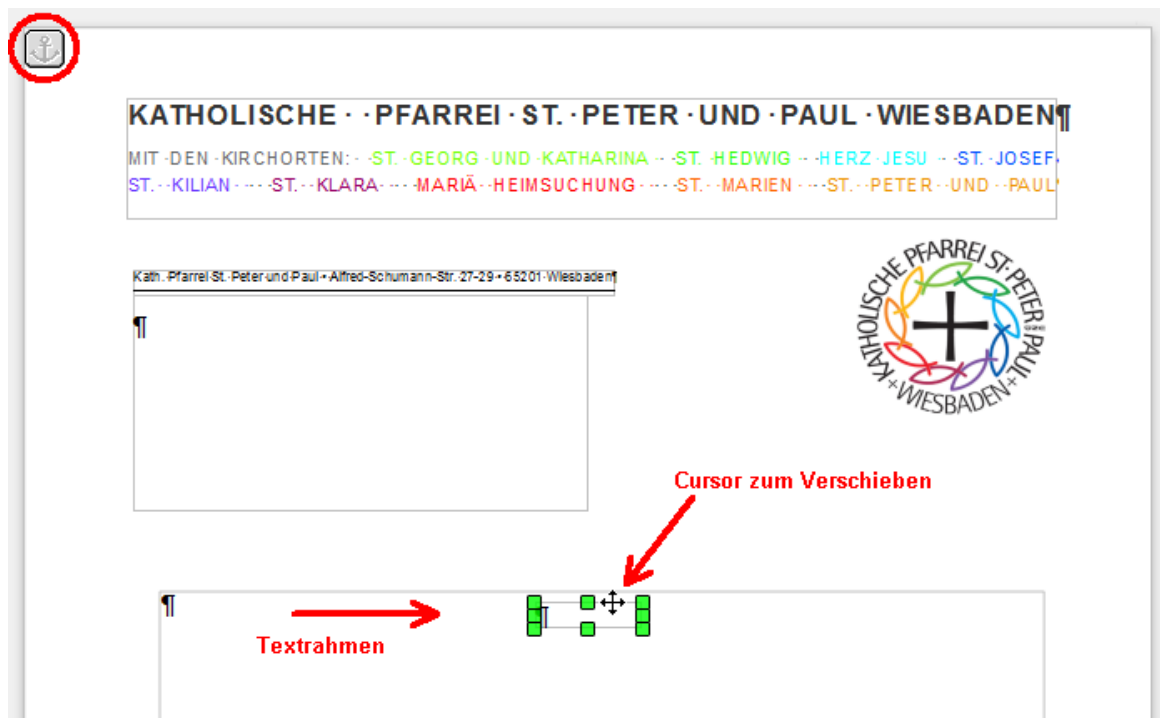 KATHOLISCHE PFARREI ST. PETER UND PAUL WIESBADEN¶
MIT DEN KIRCHORTEN: - ST. GEORG UND KATHARINA - ST. HEDWIG - HERZ JESU - ST. JOSEF
ST. KILIAN - ST. KLARA - MARIÄ HEIMSUCHUNG - ST. MARIEN - ST. PETER UND PAUL
Kath. Pfarrei St. Peter und Paul • Alfred-Schumann-Str. 27-29 • 65201 Wiesbaden¶
KATHOLISCHE PFARREI ST. PETER UND PAUL + WIESBADEN +
¶
Cursor zum Verschieben
¶
¶
Textrahmen